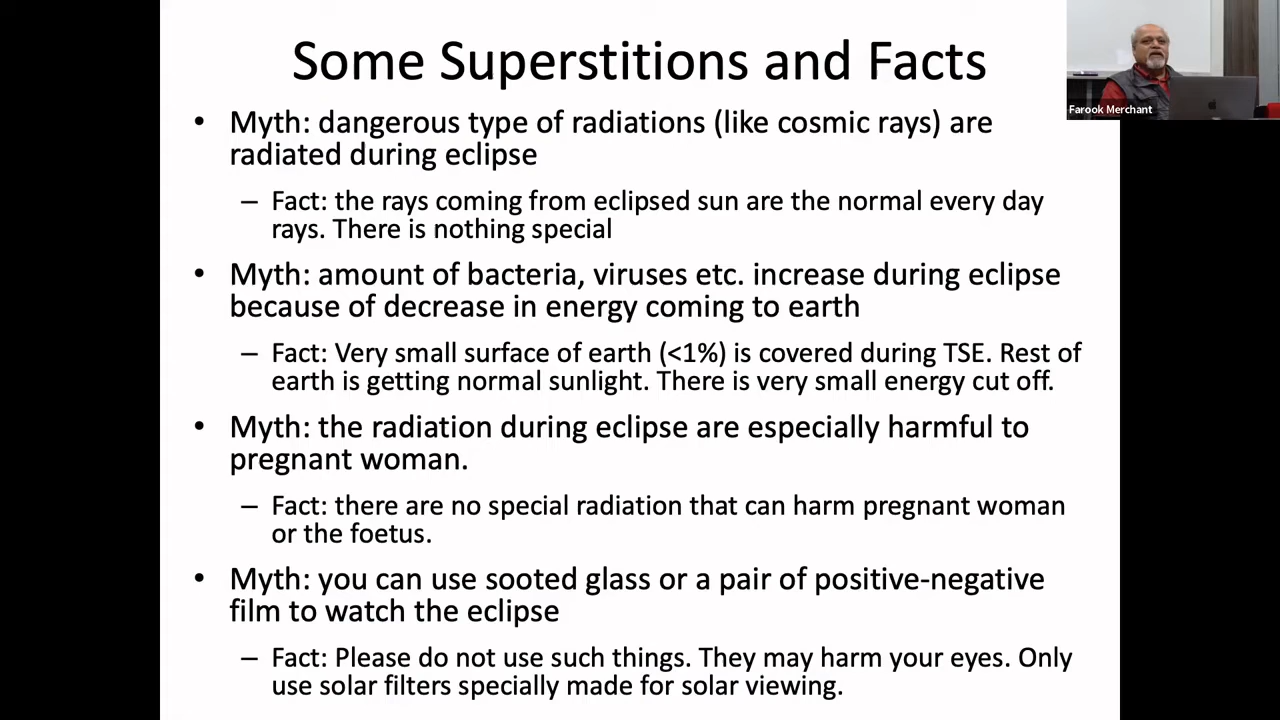 Some Superstitions and Facts
Farook Merchant
• Myth: dangerous type of radiations (like cosmic rays) are
radiated during eclipse
– Fact: the rays coming from eclipsed sun are the normal every day
rays. There is nothing special
• Myth: amount of bacteria, viruses etc. increase during eclipse
because of decrease in energy coming to earth
– Fact: Very small surface of earth (<1%) is covered during TSE. Rest of
earth is getting normal sunlight. There is very small energy cut off.
• Myth: the radiation during eclipse are especially harmful to
pregnant woman.
– Fact: there are no special radiation that can harm pregnant woman
or the foetus.
• Myth: you can use sooted glass or a pair of positive-negative
film to watch the eclipse
– Fact: Please do not use such things. They may harm your eyes. Only
use solar filters specially made for solar viewing.